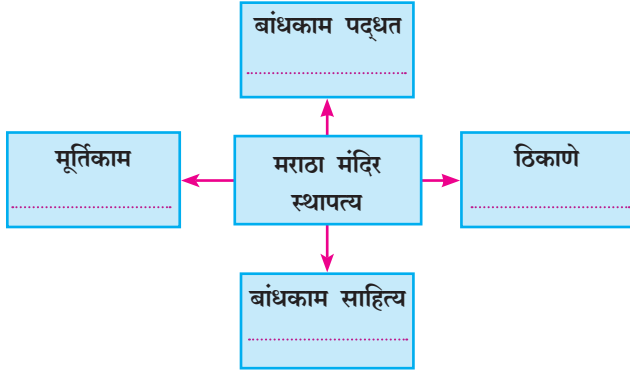 बांधकाम पद्धत
मूर्तिकाम
मराठा मंदिर
स्थापत्य
ठिकाणे
बांधकाम साहित्य